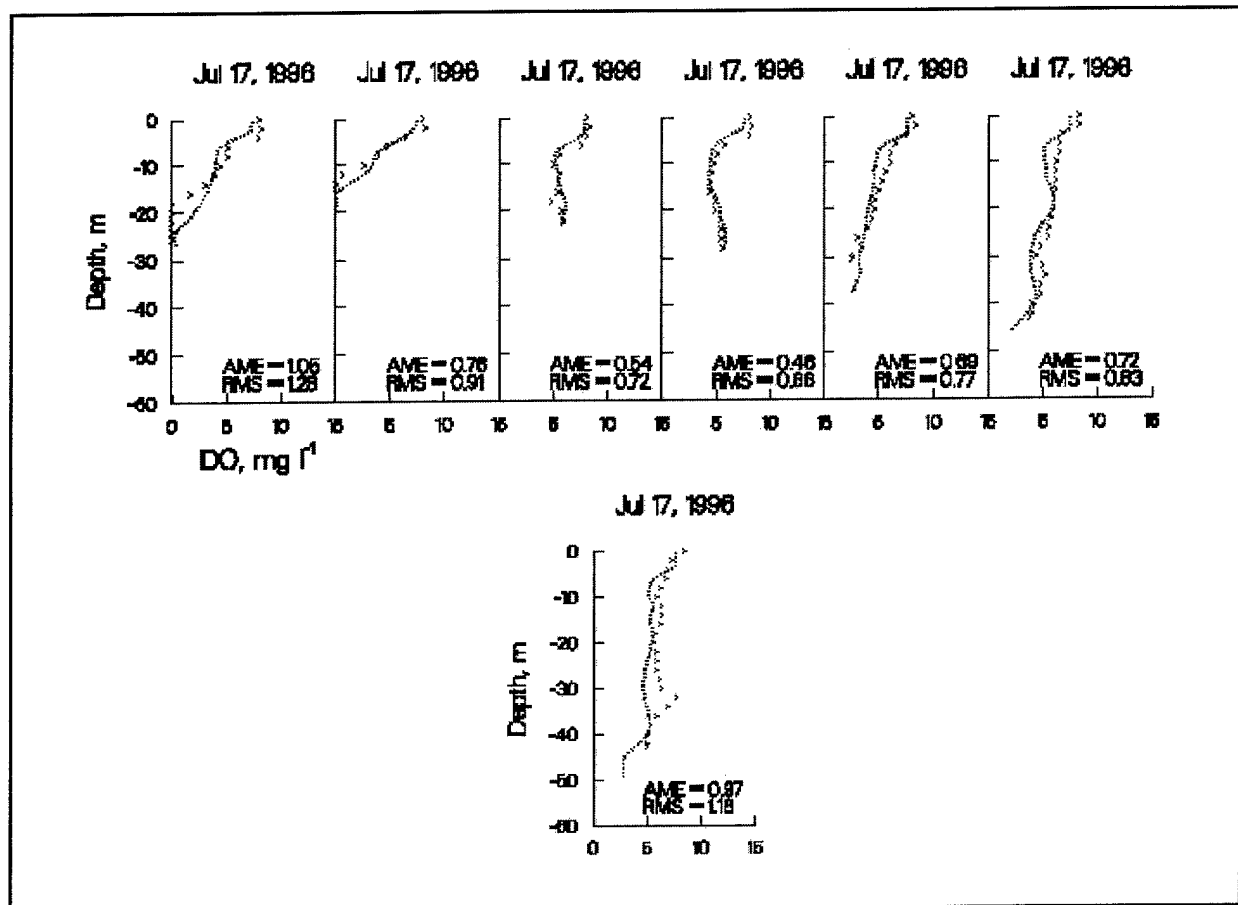 Jul 17, 1996 Jul 17, 1996 Jul 17, 1996 Jul 17, 1996 Jul 17, 1996 Jul 17, 1996
Depth, m
0
-10
-20
-30
-40
-50
-60
AME = 1.05
RMS = 1.26
AME = 0.76
RMS = 0.91
AME = 0.54
RMS = 0.72
AME = 0.46
RMS = 0.66
AME = 0.69
RMS = 0.77
AME = 0.72
RMS = 0.83
0 5 10 15 5 10 15 5 10 15 5 10 15 5 10 15 5 10 15
DO, mg l-1
Jul 17, 1996
Depth, m
0
-10
-20
-30
-40
-50
-60
AME = 0.97
RMS = 1.18
0 5 10 15